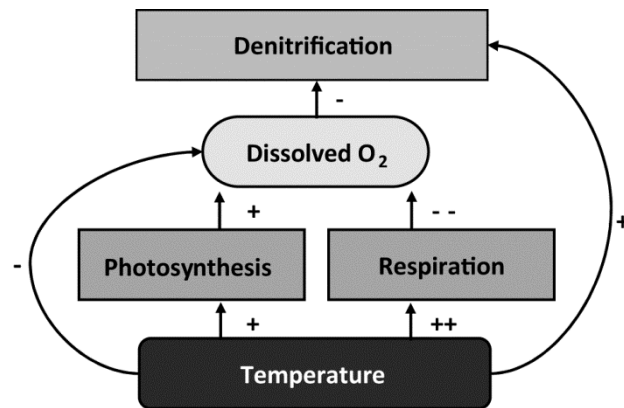 Denitrification
-
Dissolved O₂
+
- -
-
+
Photosynthesis
Respiration
+
++
Temperature